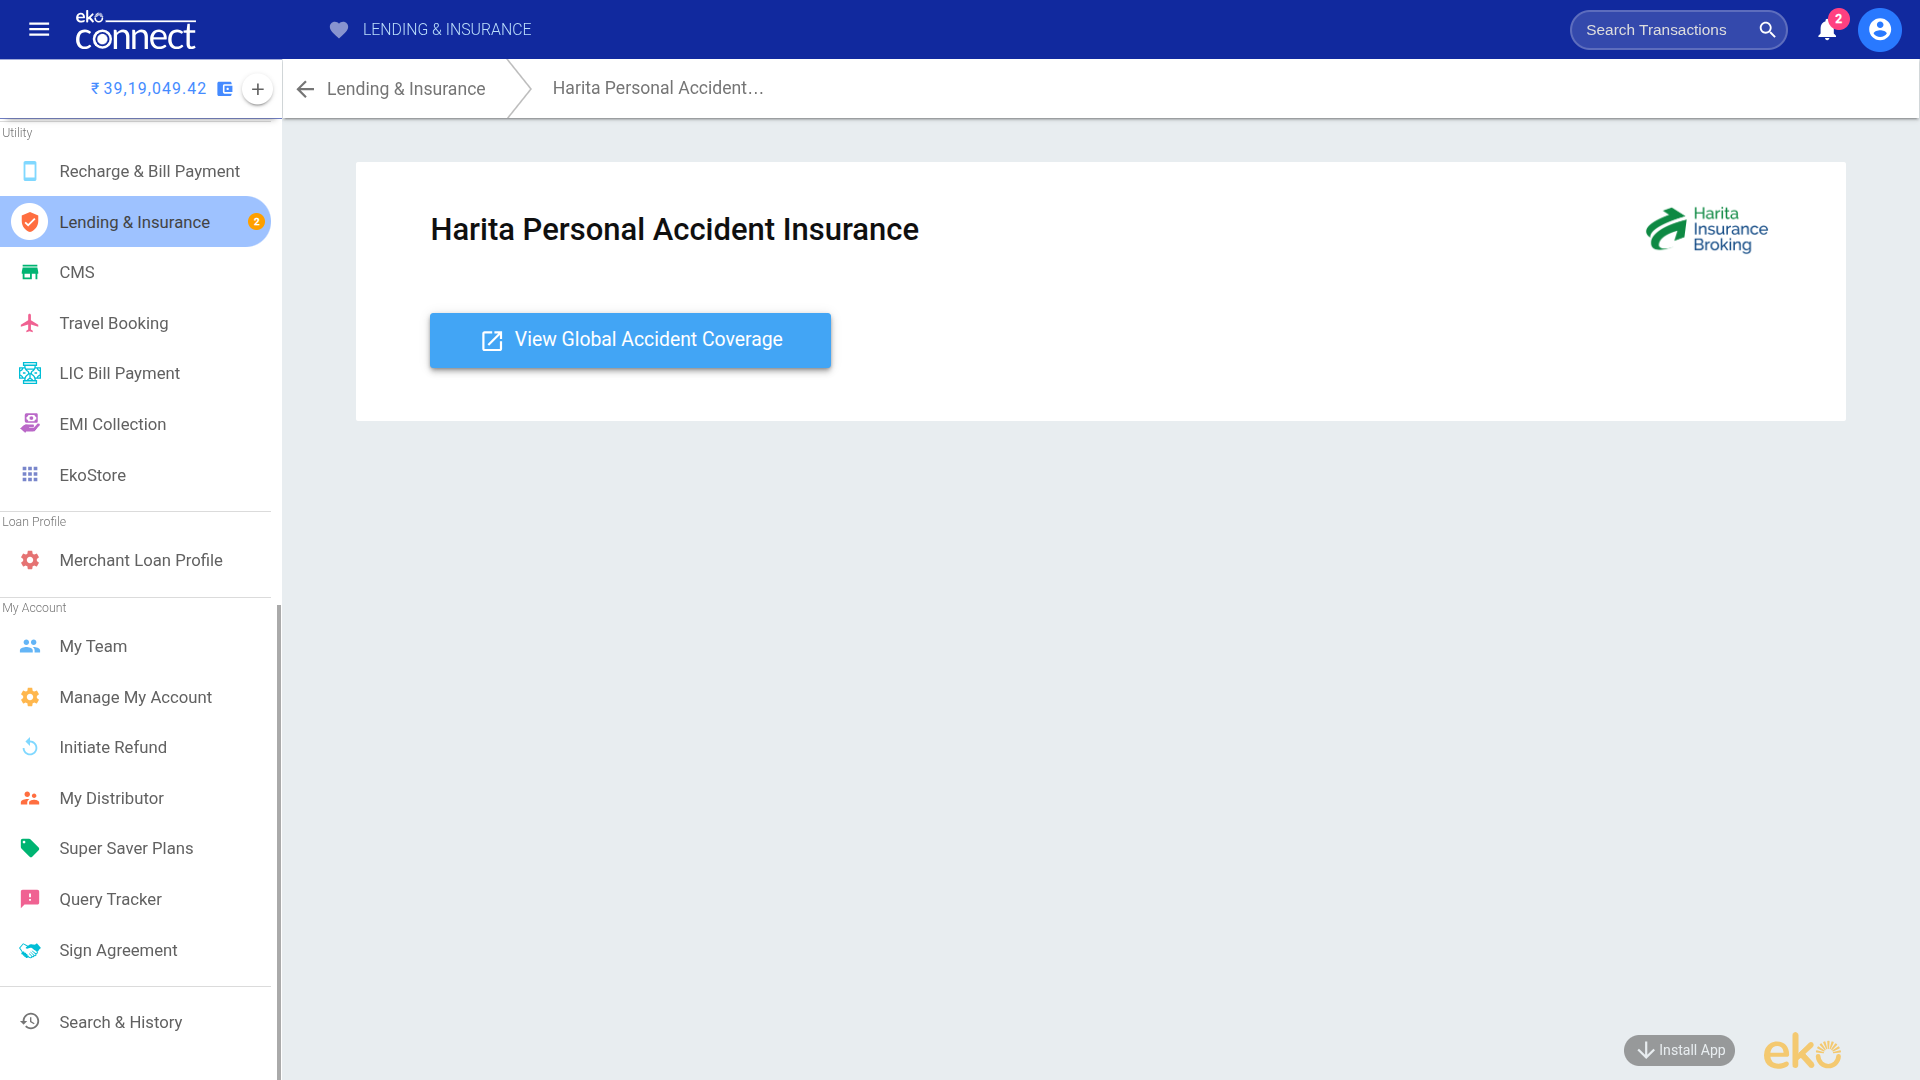 eko
connect
LENDING & INSURANCE
Search Transactions
2
₹ 39,19,049.42
Lending & Insurance
Harita Personal Accident...
Utility
Recharge & Bill Payment
Lending & Insurance
2
CMS
Travel Booking
LIC Bill Payment
EMI Collection
EkoStore
Loan Profile
Merchant Loan Profile
My Account
My Team
Manage My Account
Initiate Refund
My Distributor
Super Saver Plans
Query Tracker
Sign Agreement
Search & History
Harita Personal Accident Insurance
Harita
Insurance
Broking
View Global Accident Coverage
Install App
eko